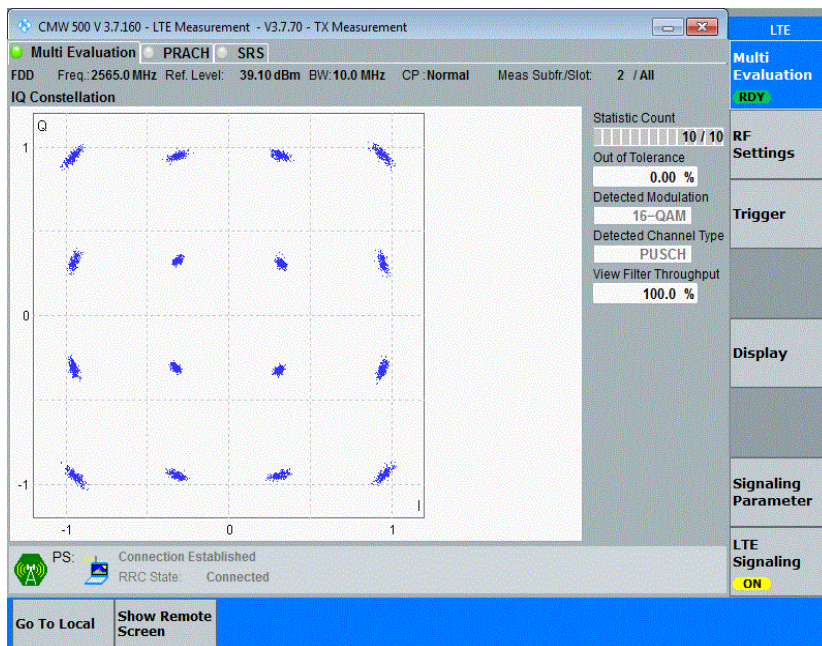 CMW 500 V 3.7.160 - LTE Measurement - V3.7.70 - TX Measurement
LTE
Multi Evaluation PRACH SRS
Multi
Evaluation
RDY
FDD Freq.: 2565.0 MHz Ref. Level: 39.10 dBm BW: 10.0 MHz CP : Normal Meas Subfr./Slot: 2 / All
IQ Constellation
Q
1
0
-1
-1 0 1
I
Statistic Count
10 / 10
Out of Tolerance
0.00 %
Detected Modulation
16-QAM
Detected Channel Type
PUSCH
View Filter Throughput
100.0 %
RF
Settings
Trigger
Display
Signaling
Parameter
LTE
Signaling
ON
PS: Connection Established
RRC State: Connected
Go To Local
Show Remote
Screen